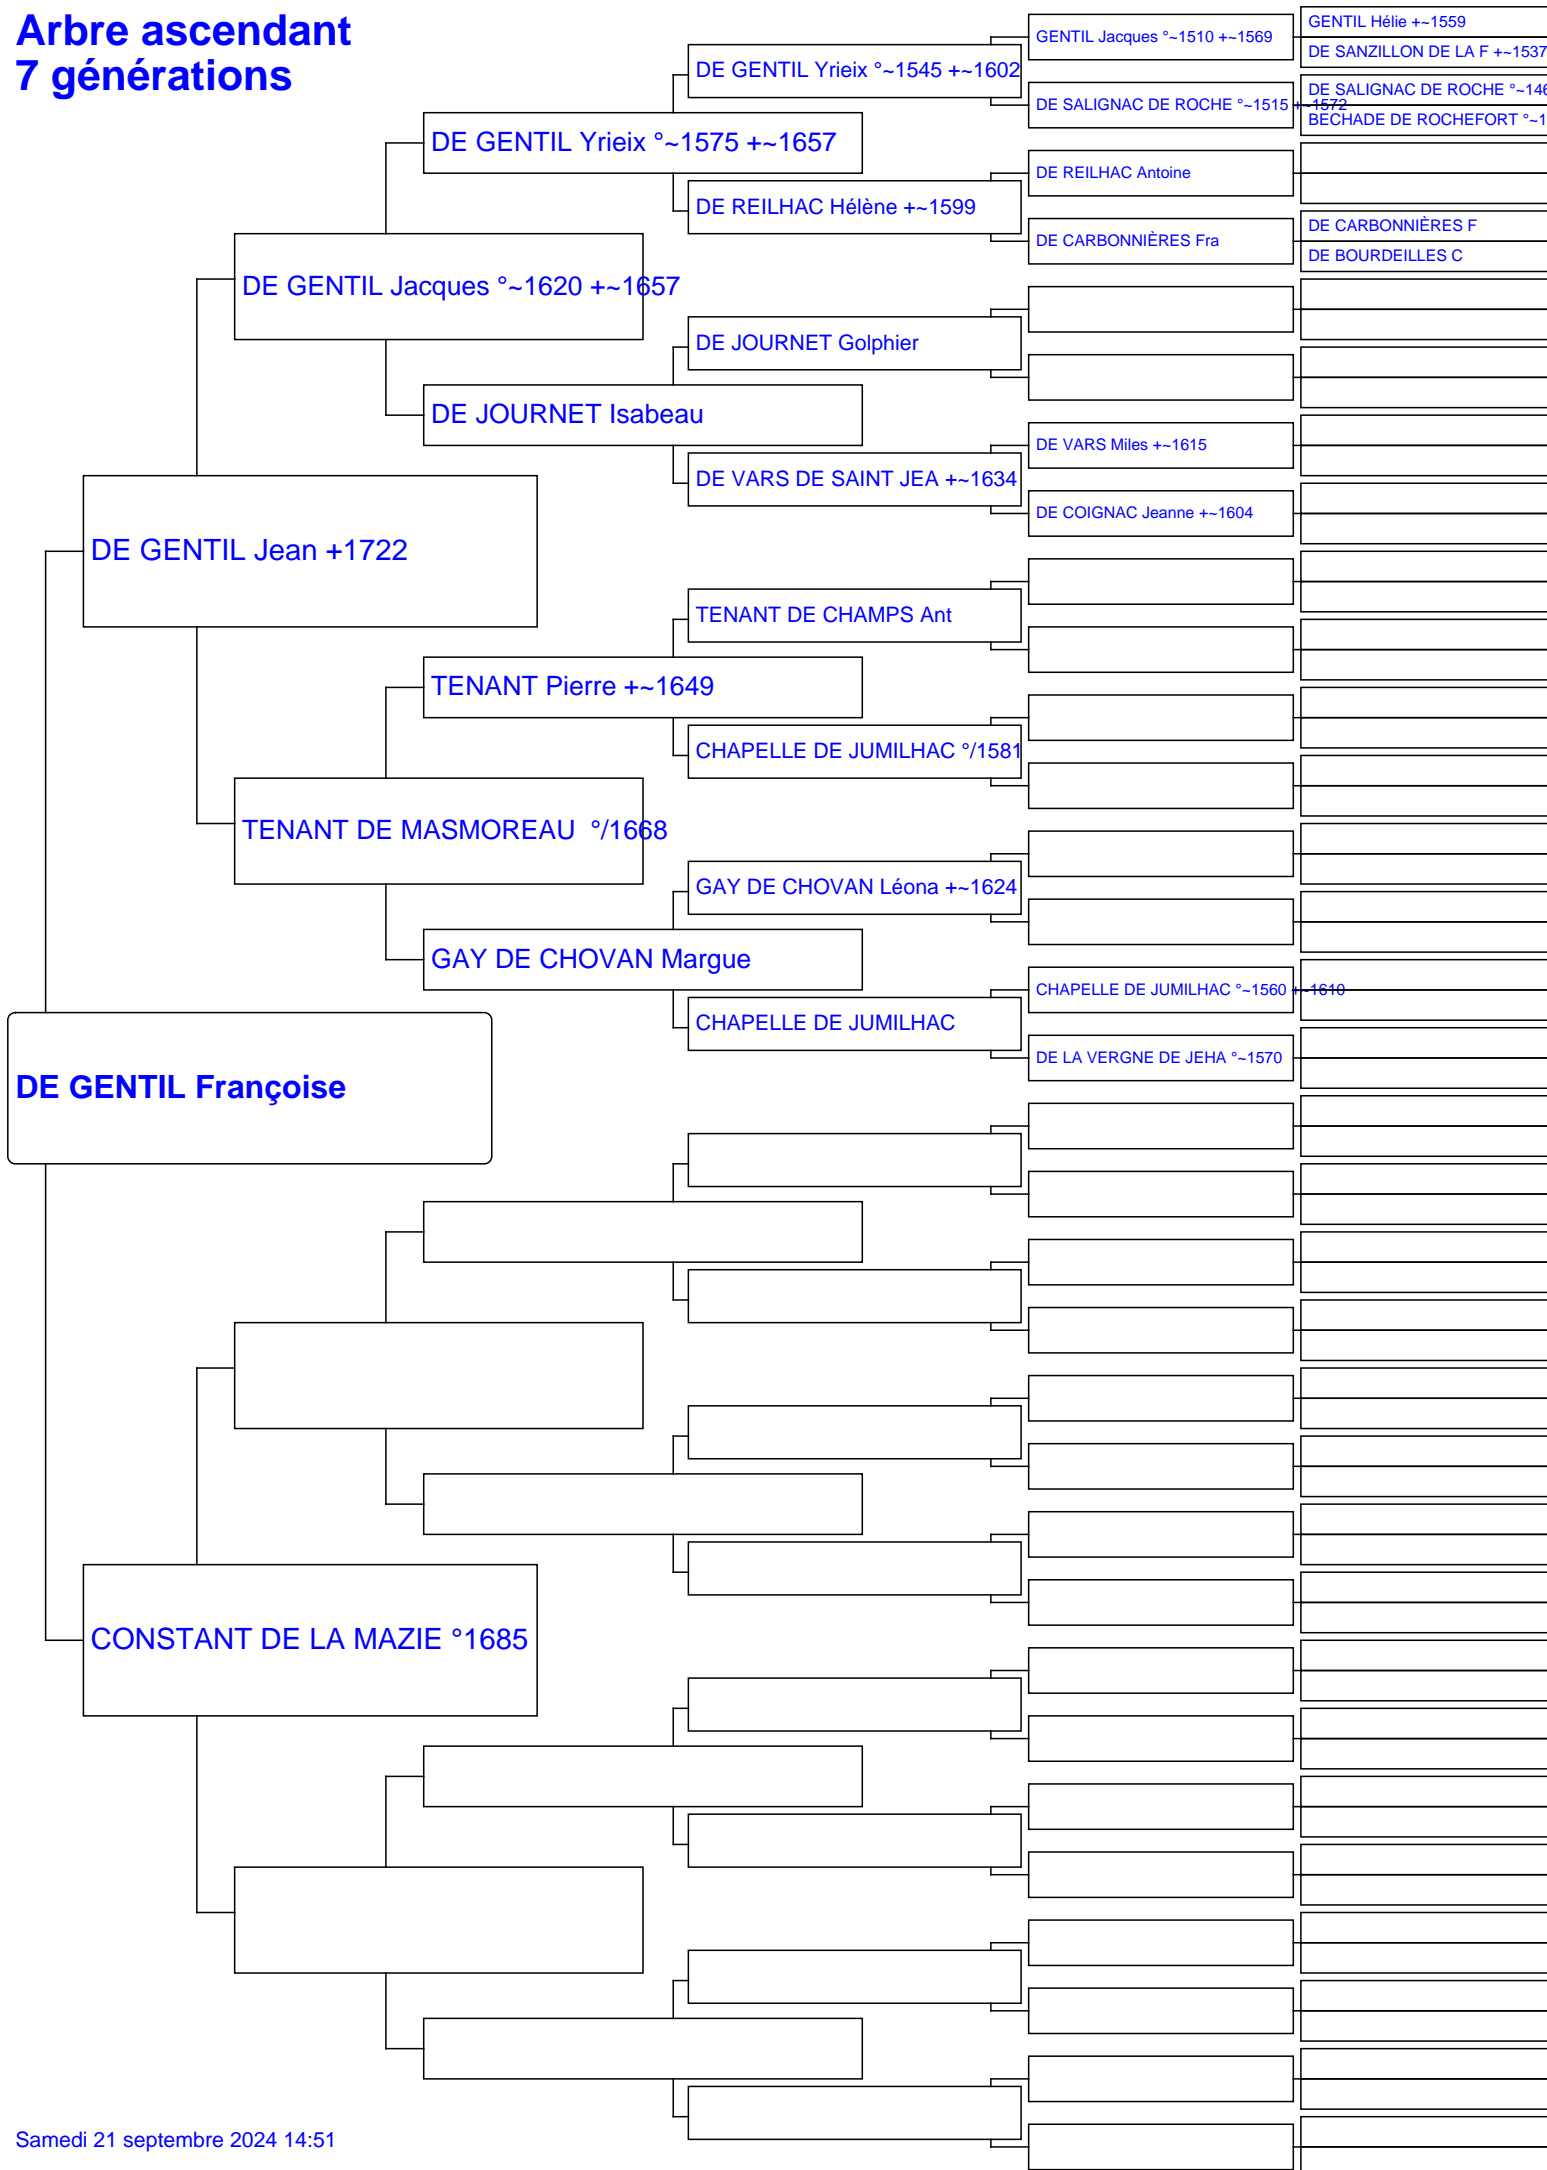 Arbre ascendant
7 générations
GENTIL Jacques °~1510 +~1569
GENTIL Hélie +~1559
DE SANZILLON DE LA F +~1537
DE GENTIL Yrieix °~1545 +~1602
DE SALIGNAC DE ROCHE °~1515 +~1572
DE SALIGNAC DE ROCHE °~146
BECHADE DE ROCHEFORT °~1
DE GENTIL Yrieix °~1575 +~1657
DE REILHAC Antoine
DE REILHAC Hélène +~1599
DE CARBONNIÈRES Fra
DE CARBONNIÈRES F
DE BOURDEILLES C
DE GENTIL Jacques °~1620 +~1657
DE JOURNET Golphier
DE JOURNET Isabeau
DE VARS Miles +~1615
DE VARS DE SAINT JEA +~1634
DE COIGNAC Jeanne +~1604
DE GENTIL Jean +1722
TENANT DE CHAMPS Ant
TENANT Pierre +~1649
CHAPELLE DE JUMILHAC °/1581
TENANT DE MASMOREAU  °/1668
GAY DE CHOVAN Léona +~1624
GAY DE CHOVAN Margue
CHAPELLE DE JUMILHAC °~1560 +~1610
CHAPELLE DE JUMILHAC
DE LA VERGNE DE JEHA °~1570
DE GENTIL Françoise
CONSTANT DE LA MAZIE °1685
Samedi 21 septembre 2024 14:51